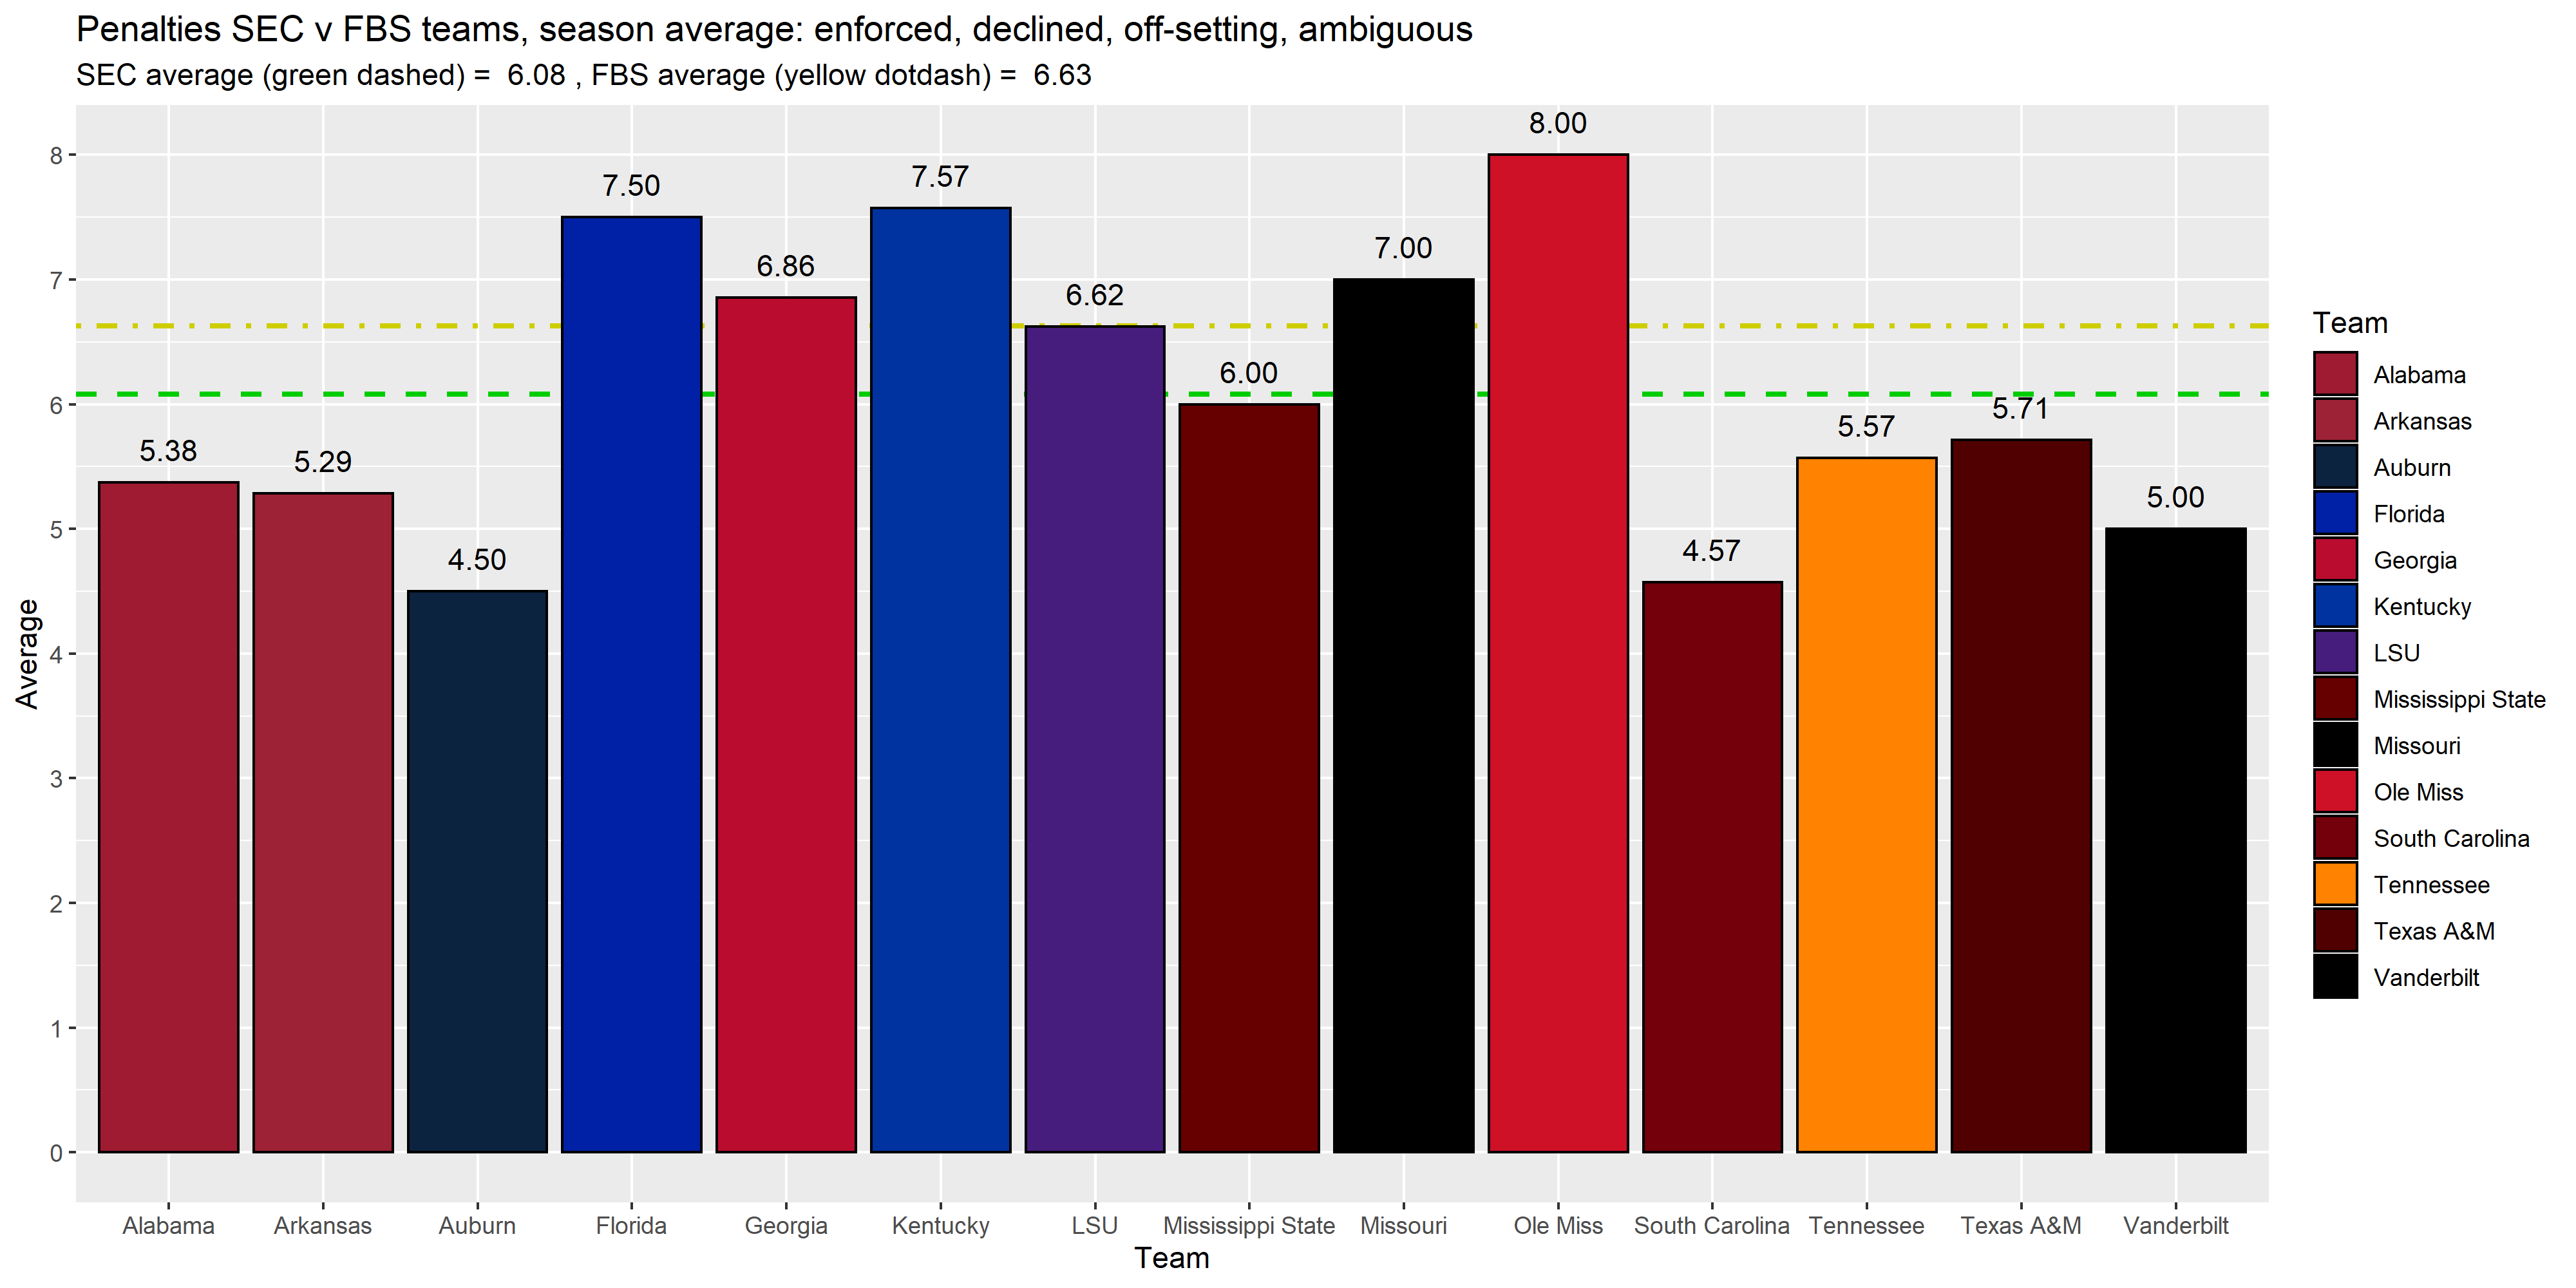 Penalties SEC v FBS teams, season average: enforced, declined, off-setting, ambiguous
SEC average (green dashed) =  6.08 , FBS average (yellow dotdash) =  6.63
8.00
7.57
7.50
7.00
6.86
6.62
6.00
5.71
5.57
5.38
5.29
5.00
4.57
4.50
8
7
6
5
4
3
2
1
0
Average
Alabama Arkansas Auburn Florida Georgia Kentucky LSU Mississippi State Missouri Ole Miss South Carolina Tennessee Texas A&M Vanderbilt
Team
Team
Alabama
Arkansas
Auburn
Florida
Georgia
Kentucky
LSU
Mississippi State
Missouri
Ole Miss
South Carolina
Tennessee
Texas A&M
Vanderbilt